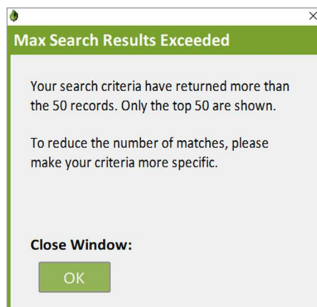 Max Search Results Exceeded
Your search criteria have returned more than
the 50 records. Only the top 50 are shown.
To reduce the number of matches, please
make your criteria more specific.
Close Window:
OK